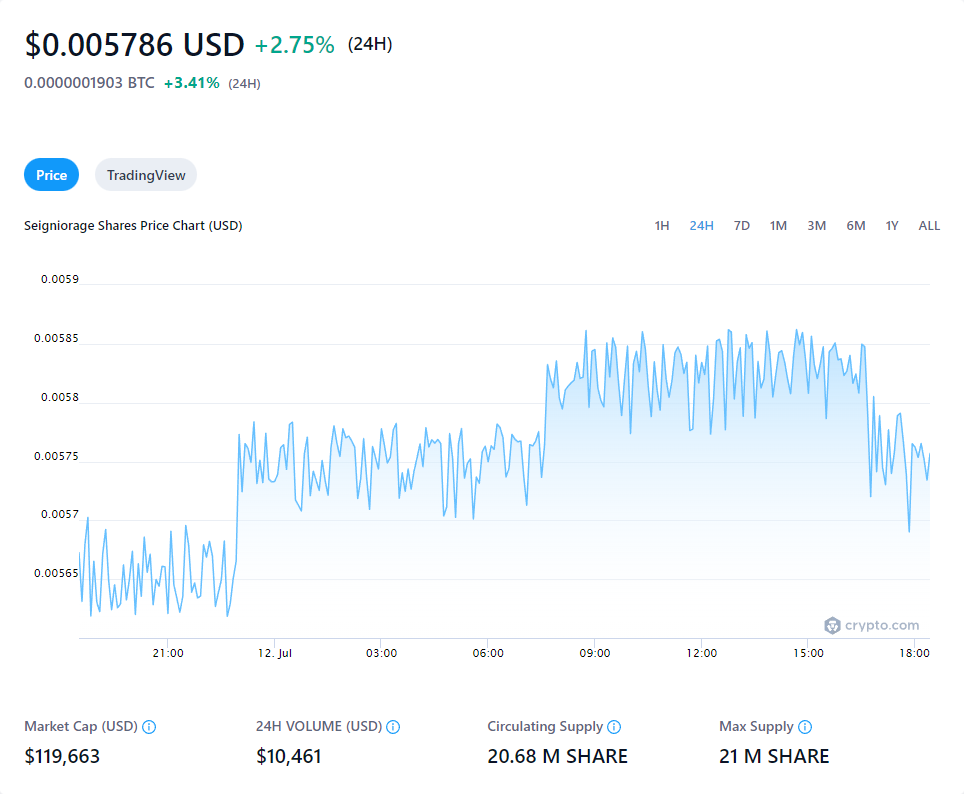 $0.005786 USD +2.75% (24H)
0.0000001903 BTC +3.41% (24H)
Price TradingView
Seigniorage Shares Price Chart (USD) 1H 24H 7D 1M 3M 6M 1Y ALL
0.0059
0.00585
0.0058
0.00575
0.0057
0.00565
crypto.com
21:00 12. Jul 03:00 06:00 09:00 12:00 15:00 18:00
Market Cap (USD) 24H VOLUME (USD) Circulating Supply Max Supply
$119,663 $10,461 20.68 M SHARE 21 M SHARE